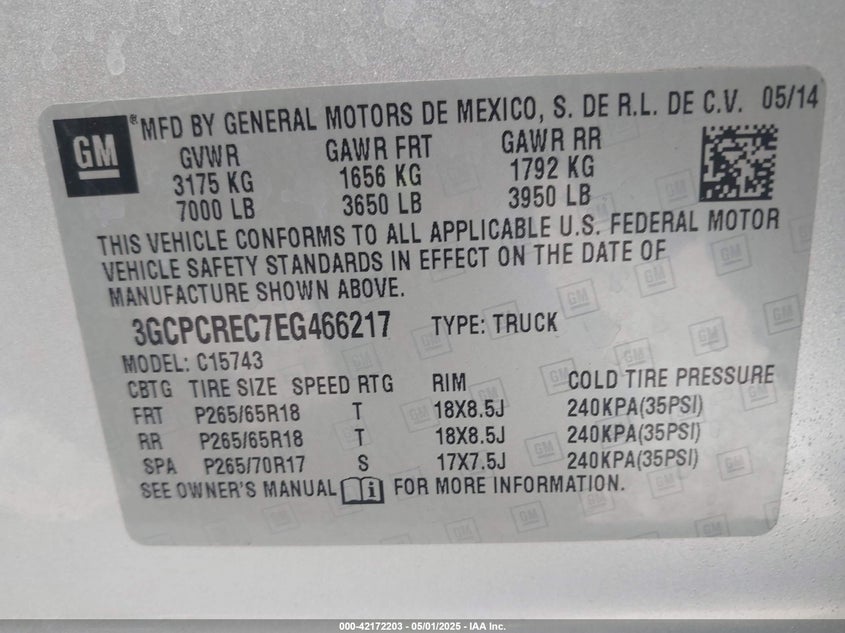 GM
® MFD BY GENERAL MOTORS DE MEXICO, S. DE R.L. DE C.V. 05/14
GVWR GAWR FRT GAWR RR
3175 KG 1656 KG 1792 KG
7000 LB 3650 LB 3950 LB
THIS VEHICLE CONFORMS TO ALL APPLICABLE U.S. FEDERAL MOTOR
VEHICLE SAFETY STANDARDS IN EFFECT ON THE DATE OF
MANUFACTURE SHOWN ABOVE.
3GCPCREC7EG466217 TYPE: TRUCK
MODEL: C15743
CBTG TIRE SIZE SPEED RTG RIM COLD TIRE PRESSURE
FRT P265/65R18 T 18X8.5J 240KPA(35PSI)
RR P265/65R18 T 18X8.5J 240KPA(35PSI)
SPA P265/70R17 S 17X7.5J 240KPA(35PSI)
SEE OWNER'S MANUAL i FOR MORE INFORMATION.
000-42172203 - 05/01/2025 - IAA Inc.